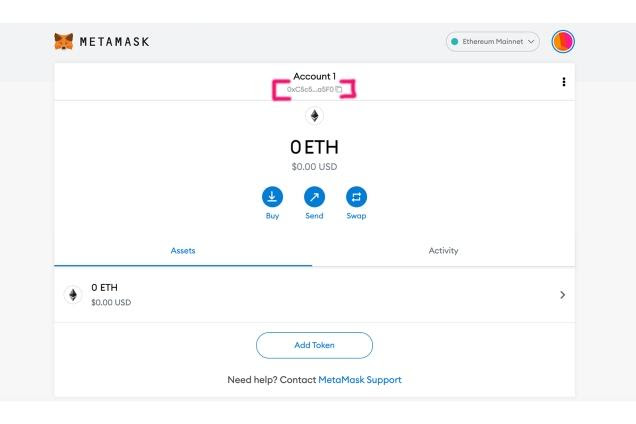 METAMASK
Ethereum Mainnet
Account 1
0xC5c5...a5F0
0 ETH
$0.00 USD
Buy Send Swap
Assets Activity
0 ETH
$0.00 USD
Add Token
Need help? Contact MetaMask Support